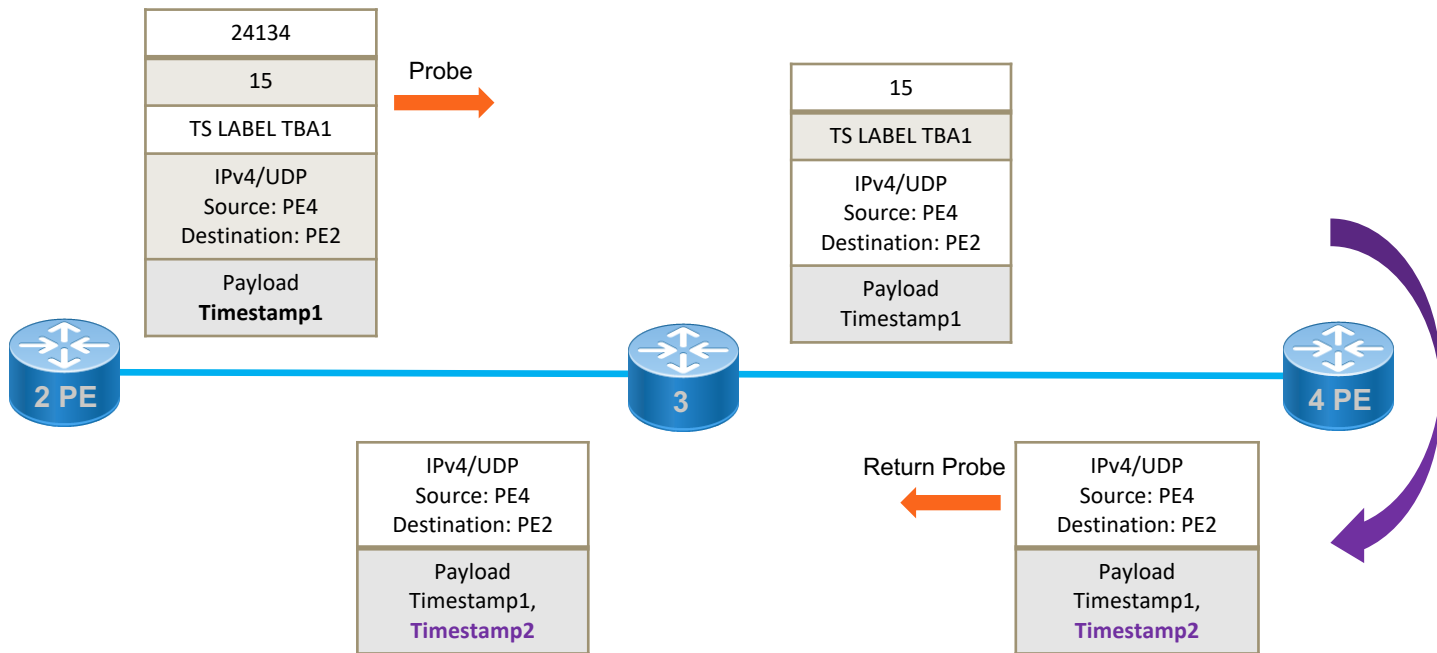 24134
15
TS LABEL TBA1
IPv4/UDP
Source: PE4
Destination: PE2
Payload
Timestamp1
Probe
15
TS LABEL TBA1
IPv4/UDP
Source: PE4
Destination: PE2
Payload
Timestamp1
2 PE
3
4 PE
IPv4/UDP
Source: PE4
Destination: PE2
Payload
Timestamp1,
Timestamp2
Return Probe
IPv4/UDP
Source: PE4
Destination: PE2
Payload
Timestamp1,
Timestamp2